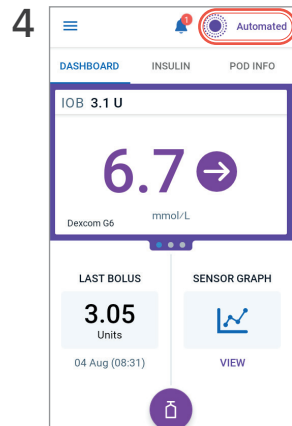 4
1
Automated
DASHBOARD INSULIN POD INFO
IOB 3.1 U
6.7
mmol/L
Dexcom G6
LAST BOLUS SENSOR GRAPH
3.05
Units
04 Aug (08:31) VIEW